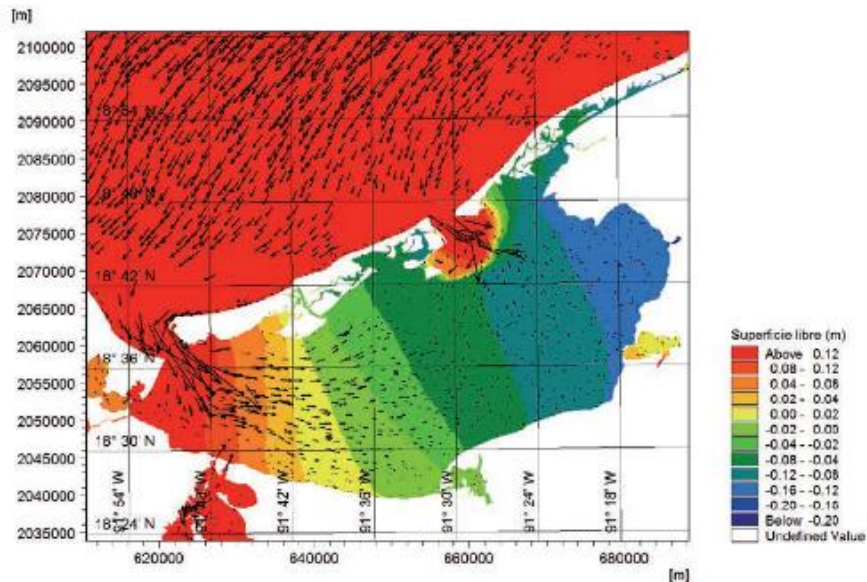 [m]
2100000
2095000
2090000
2085000
2080000
2075000
2070000
2065000
2060000
2055000
2050000
2045000
2040000
2035000
18° 42 N
18° 36 N
18° 30 N
18° 24 N
91° 54' W
91° 42' W
91° 36' W
91° 30' W
91° 24' W
91° 18' W
620000
640000
660000
680000
[m]
Superficie libre (m)
Above 0.12
0.08 - 0.12
0.04 - 0.08
0.02 - 0.04
0.00 - 0.02
-0.02 - 0.00
-0.04 - -0.02
-0.08 - -0.04
-0.12 - -0.08
-0.16 - -0.12
-0.20 - -0.16
Below -0.20
Undefined Value